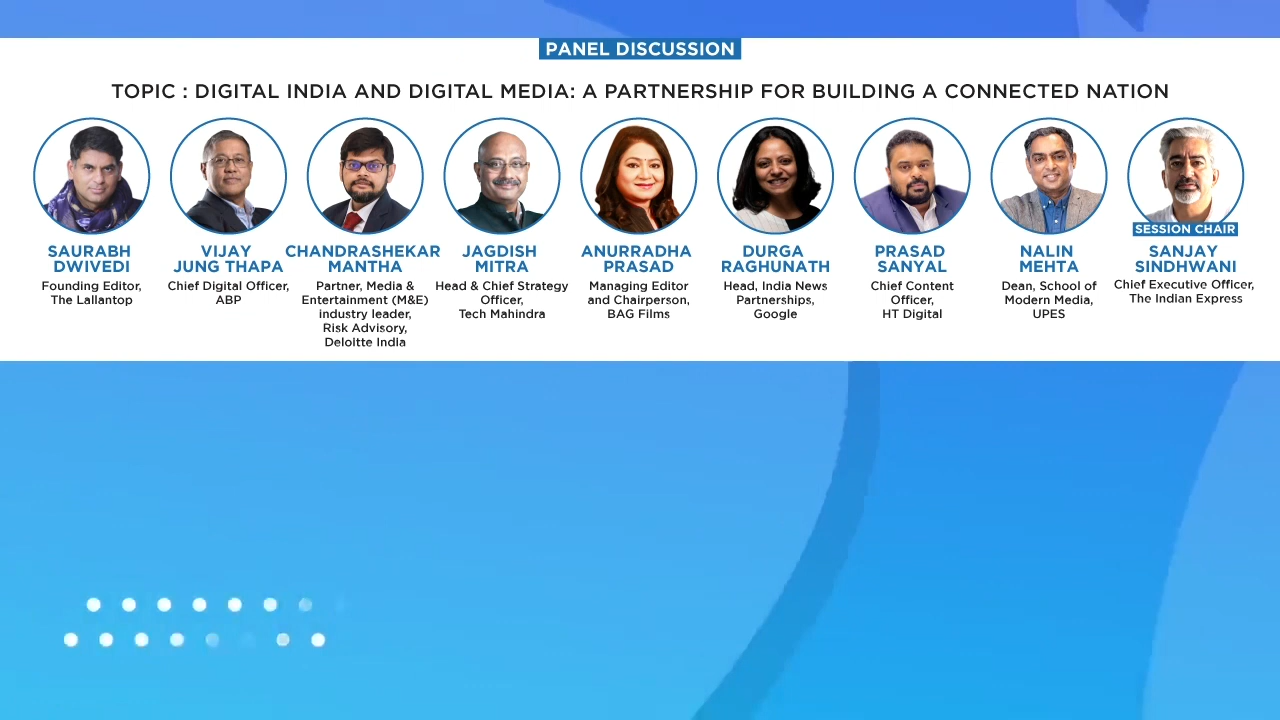 PANEL DISCUSSION
TOPIC : DIGITAL INDIA AND DIGITAL MEDIA: A PARTNERSHIP FOR BUILDING A CONNECTED NATION
SAURABH
DWIVEDI
Founding Editor,
The Lallantop
VIJAY
JUNG THAPA
Chief Digital Officer,
ABP
CHANDRASHEKAR
MANTHA
Partner, Media &
Entertainment (M&E)
industry leader,
Risk Advisory,
Deloitte India
JAGDISH
MITRA
Head & Chief Strategy
Officer,
Tech Mahindra
ANURRADHA
PRASAD
Managing Editor
and Chairperson,
BAG Films
DURGA
RAGHUNATH
Head, India News
Partnerships,
Google
PRASAD
SANYAL
Chief Content
Officer,
HT Digital
NALIN
MEHTA
Dean, School of
Modern Media,
UPES
SESSION CHAIR
SANJAY
SINDHWANI
Chief Executive Officer,
The Indian Express